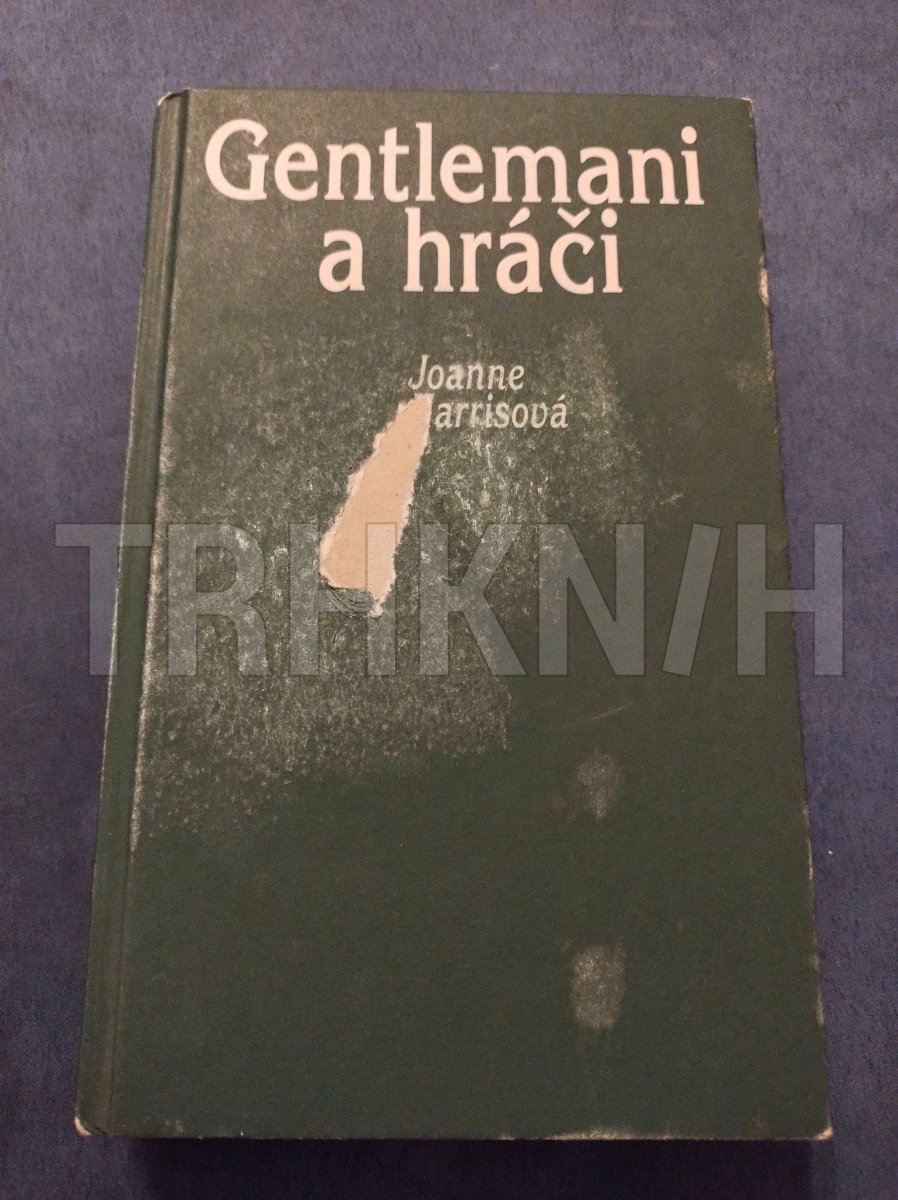 Gentlemani
a hráči
Joanne
arrisová
TRHKNIH